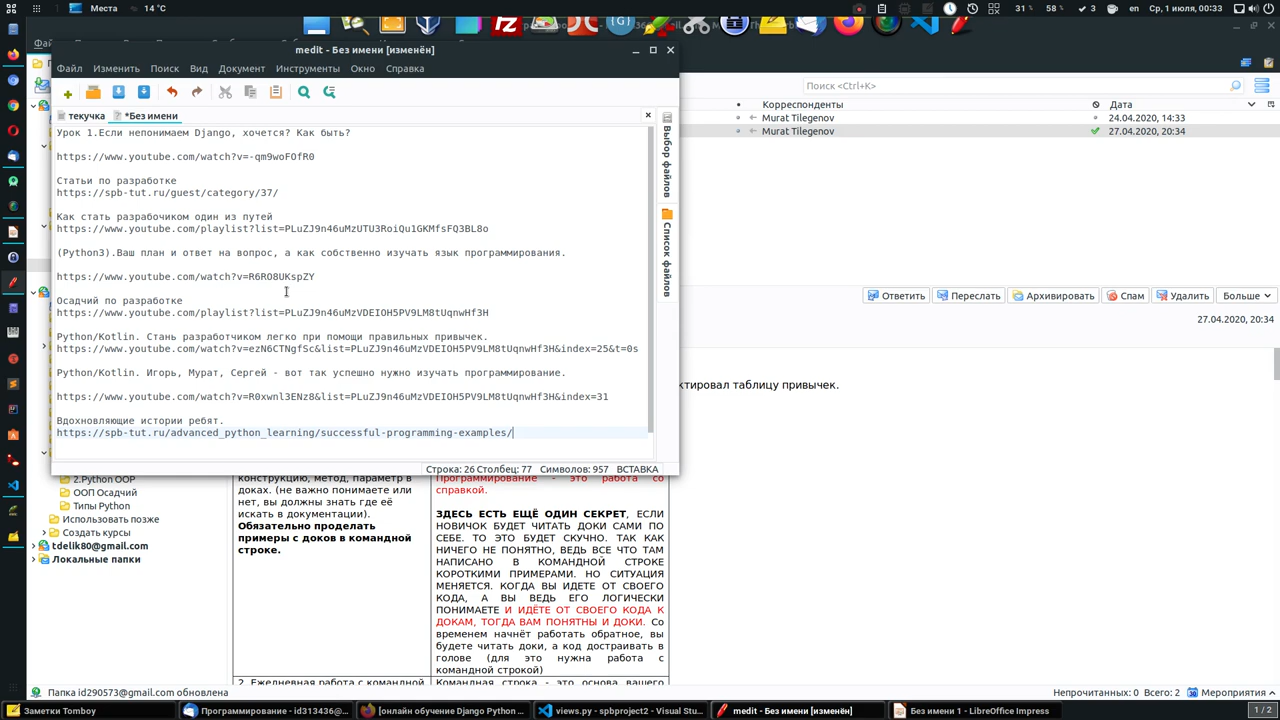 Места
14 °C
31 %
58 %
3
en
Ср, 1 июля, 00:33
medit - Без имени [изменён]
Файл Изменить Поиск Вид Документ Инструменты Окно Справка
текучка
*Без имени
Урок 1.Если непонимаем Django, хочется? Как быть?
https://www.youtube.com/watch?v=-qm9woFOfR0
Статьи по разработке
https://spb-tut.ru/guest/category/37/
Как стать разрабочиком один из путей
https://www.youtube.com/playlist?list=PLuZJ9n46uMzUTU3RoiQu1GKMfsFQ3BL8o
(Python3).Ваш план и ответ на вопрос, а как собственно изучать язык программирования.
https://www.youtube.com/watch?v=R6RO8UKspZY
Осадчий по разработке
https://www.youtube.com/playlist?list=PLuZJ9n46uMzVDEIOH5PV9LM8tUqnwHf3H
Python/Kotlin. Стань разработчиком легко при помощи правильных привычек.
https://www.youtube.com/watch?v=ezN6CTNgfSc&list=PLuZJ9n46uMzVDEIOH5PV9LM8tUqnwHf3H&index=25&t=0s
Python/Kotlin. Игорь, Мурат, Сергей - вот так успешно нужно изучать программирование.
https://www.youtube.com/watch?v=R0xwnl3ENz8&list=PLuZJ9n46uMzVDEIOH5PV9LM8tUqnwHf3H&index=31
Вдохновляющие истории ребят.
https://spb-tut.ru/advanced_python_learning/successful-programming-examples/
Выбор файлов
Список файлов
Строка: 26 Столбец: 77 Символов: 957 ВСТАВКА
Поиск <Ctrl+K>
Корреспонденты
Дата
Murat Tilegenov
24.04.2020, 14:33
Murat Tilegenov
27.04.2020, 20:34
Ответить
Переслать
Архивировать
Спам
Удалить
Больше
27.04.2020, 20:34
ктировал таблицу привычек.
2.Python ООР
ООП Осадчий
Типы Python
Использовать позже
Создать курсы
tdelik80@gmail.com
Локальные папки
конструкцию, метод, параметр в
доках. (не важно понимаете или
нет, вы должны знать где её
искать в документации).
Обязательно проделать
примеры с доков в командной
строке.
Программирование - это работа со
справкой.
ЗДЕСЬ ЕСТЬ ЕЩЁ ОДИН СЕКРЕТ, ЕСЛИ
НОВИЧОК БУДЕТ ЧИТАТЬ ДОКИ САМИ ПО
СЕБЕ. ТО ЭТО БУДЕТ СКУЧНО. ТАК КАК
НИЧЕГО НЕ ПОНЯТНО, ВЕДЬ ВСЕ ЧТО ТАМ
НАПИСАНО В КОМАНДНОЙ СТРОКЕ
КОРОТКИМИ ПРИМЕРАМИ. НО СИТУАЦИЯ
МЕНЯЕТСЯ. КОГДА ВЫ ИДЕТЕ ОТ СВОЕГО
КОДА, А ВЫ ВЕДЬ ЕГО ЛОГИЧЕСКИ
ПОНИМАЕТЕ И ИДЁТЕ ОТ СВОЕГО КОДА К
ДОКАМ, ТОГДА ВАМ ПОНЯТНЫ И ДОКИ. Со
временем начнёт работать обратное, вы
будете читать доки, а код достраивать в
голове (для это нужна работа с
командной строкой)
2. Ежедневная работа с командной
Командная строка - это основа вашего
Папка id290573@gmail.com обновлена
Непрочитанных: 0 Всего: 2
Мероприятия
Заметки Tomboy
Программирование - id313436@...
[онлайн обучение Django Python ...
views.py - spbproject2 - Visual Stu...
medit - Без имени [изменён]
Без имени 1 - LibreOffice Impress
1 / 2